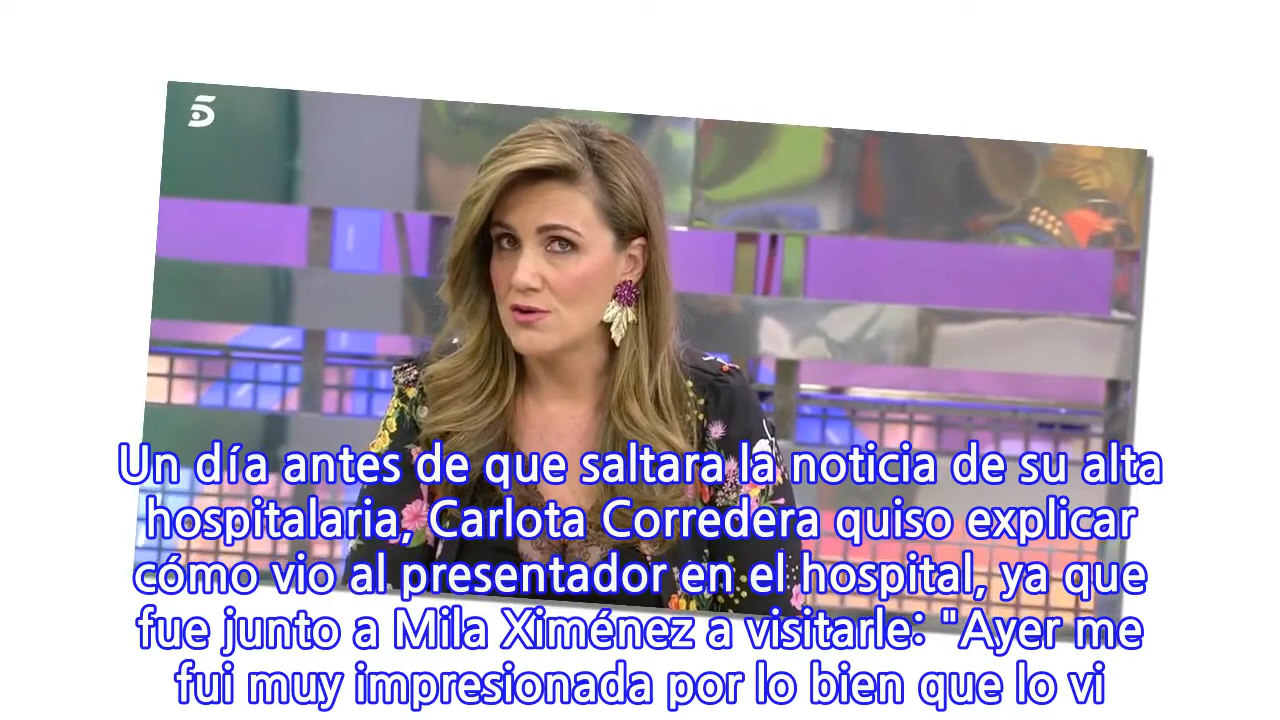 5
Un día antes de que saltara la noticia de su alta
hospitalaria, Carlota Corredera quiso explicar
cómo vio al presentador en el hospital, ya que
fue junto a Mila Ximénez a visitarle: "Ayer me
fui muy impresionada por lo bien que lo vi